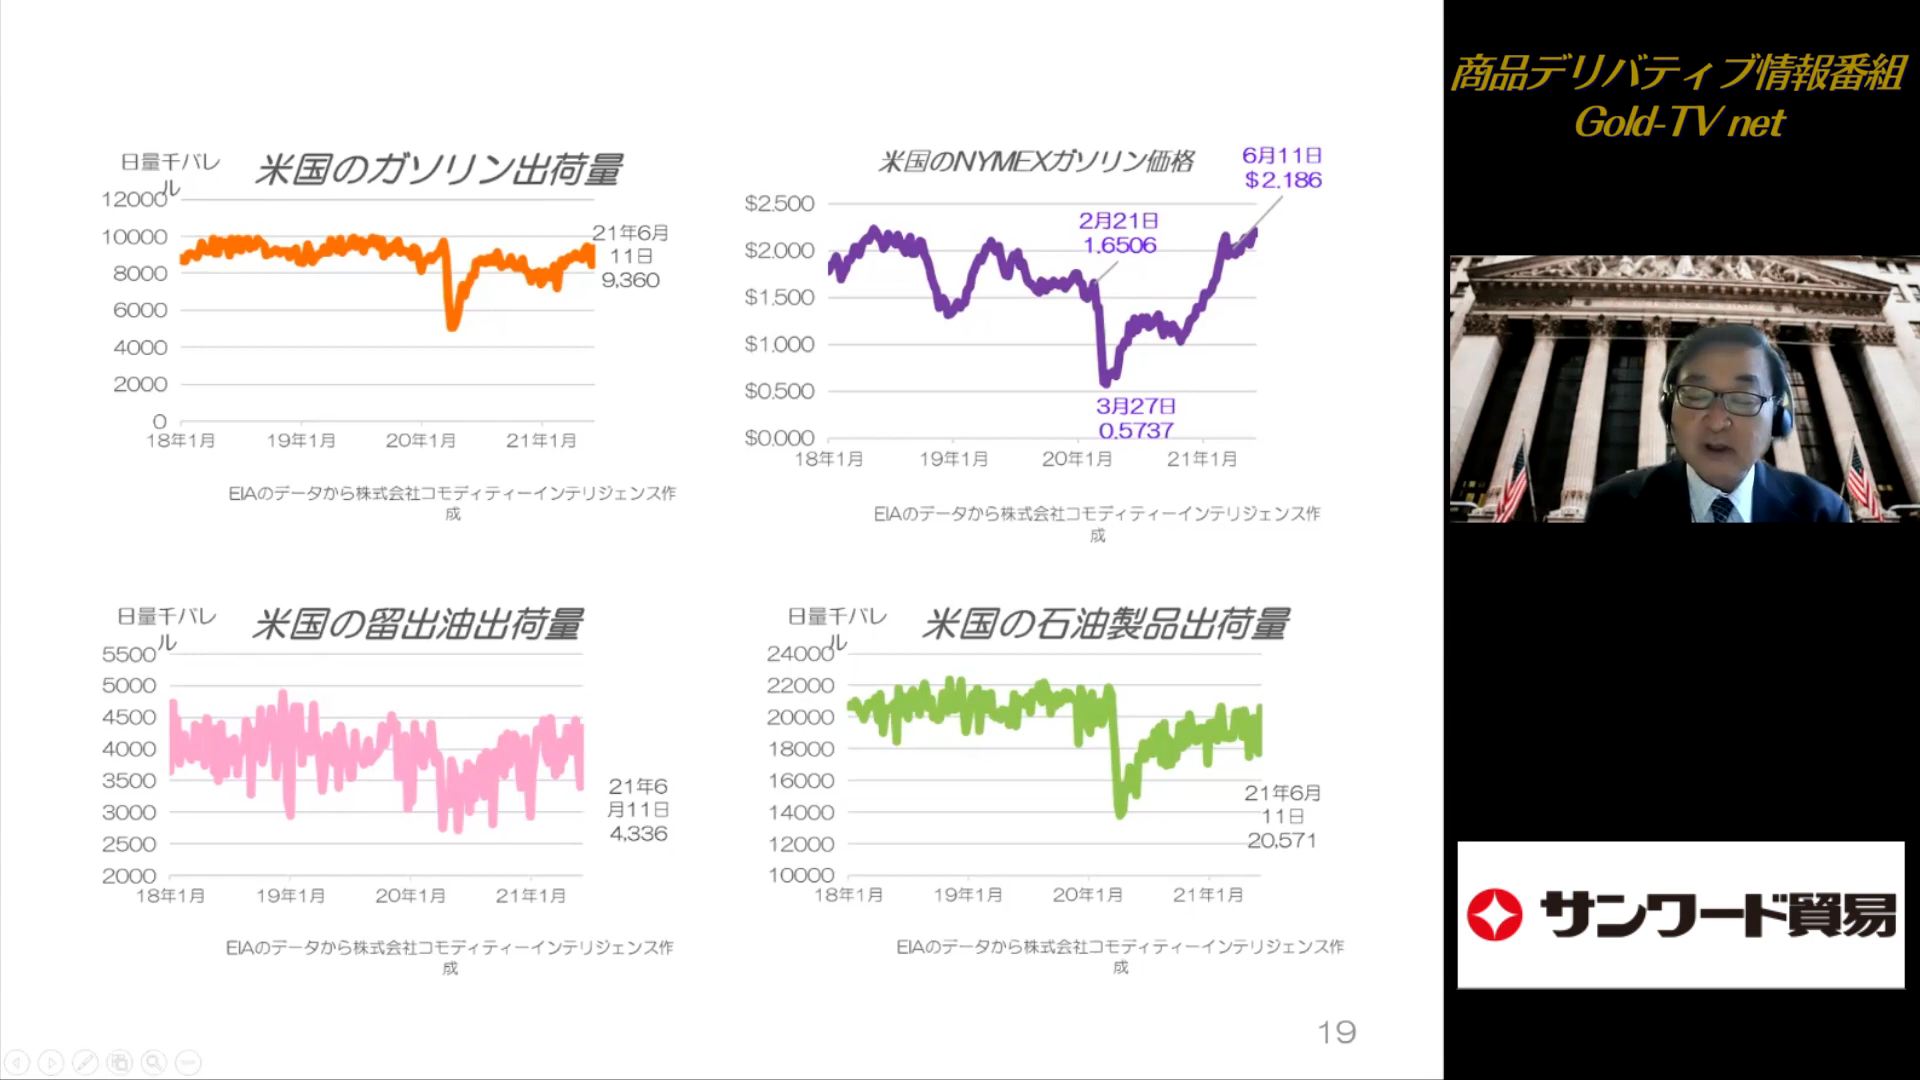 日量千バレ
ル
米国のガソリン出荷量
12000
10000
8000
6000
4000
2000
0
18年1月
19年1月
20年1月
21年1月
21年6月
11日
9,360
EIAのデータから株式会社コモディティーインテリジェンス作
成
米国のNYMEXガソリン価格
6月11日
$2.186
2月21日
1.6506
3月27日
0.5737
$2.500
$2.000
$1.500
$1.000
$0.500
$0.000
18年1月
19年1月
20年1月
21年1月
EIAのデータから株式会社コモディティーインテリジェンス作
成
日量千バレ
ル
米国の留出油出荷量
5500
5000
4500
4000
3500
3000
2500
2000
18年1月
19年1月
20年1月
21年1月
21年6
月11日
4,336
EIAのデータから株式会社コモディティーインテリジェンス作
成
日量千バレ
ル
米国の石油製品出荷量
24000
22000
20000
18000
16000
14000
12000
10000
18年1月
19年1月
20年1月
21年1月
21年6月
11日
20,571
EIAのデータから株式会社コモディティーインテリジェンス作
成
19
商品デリバティブ情報番組
Gold-TV net
サンワード貿易